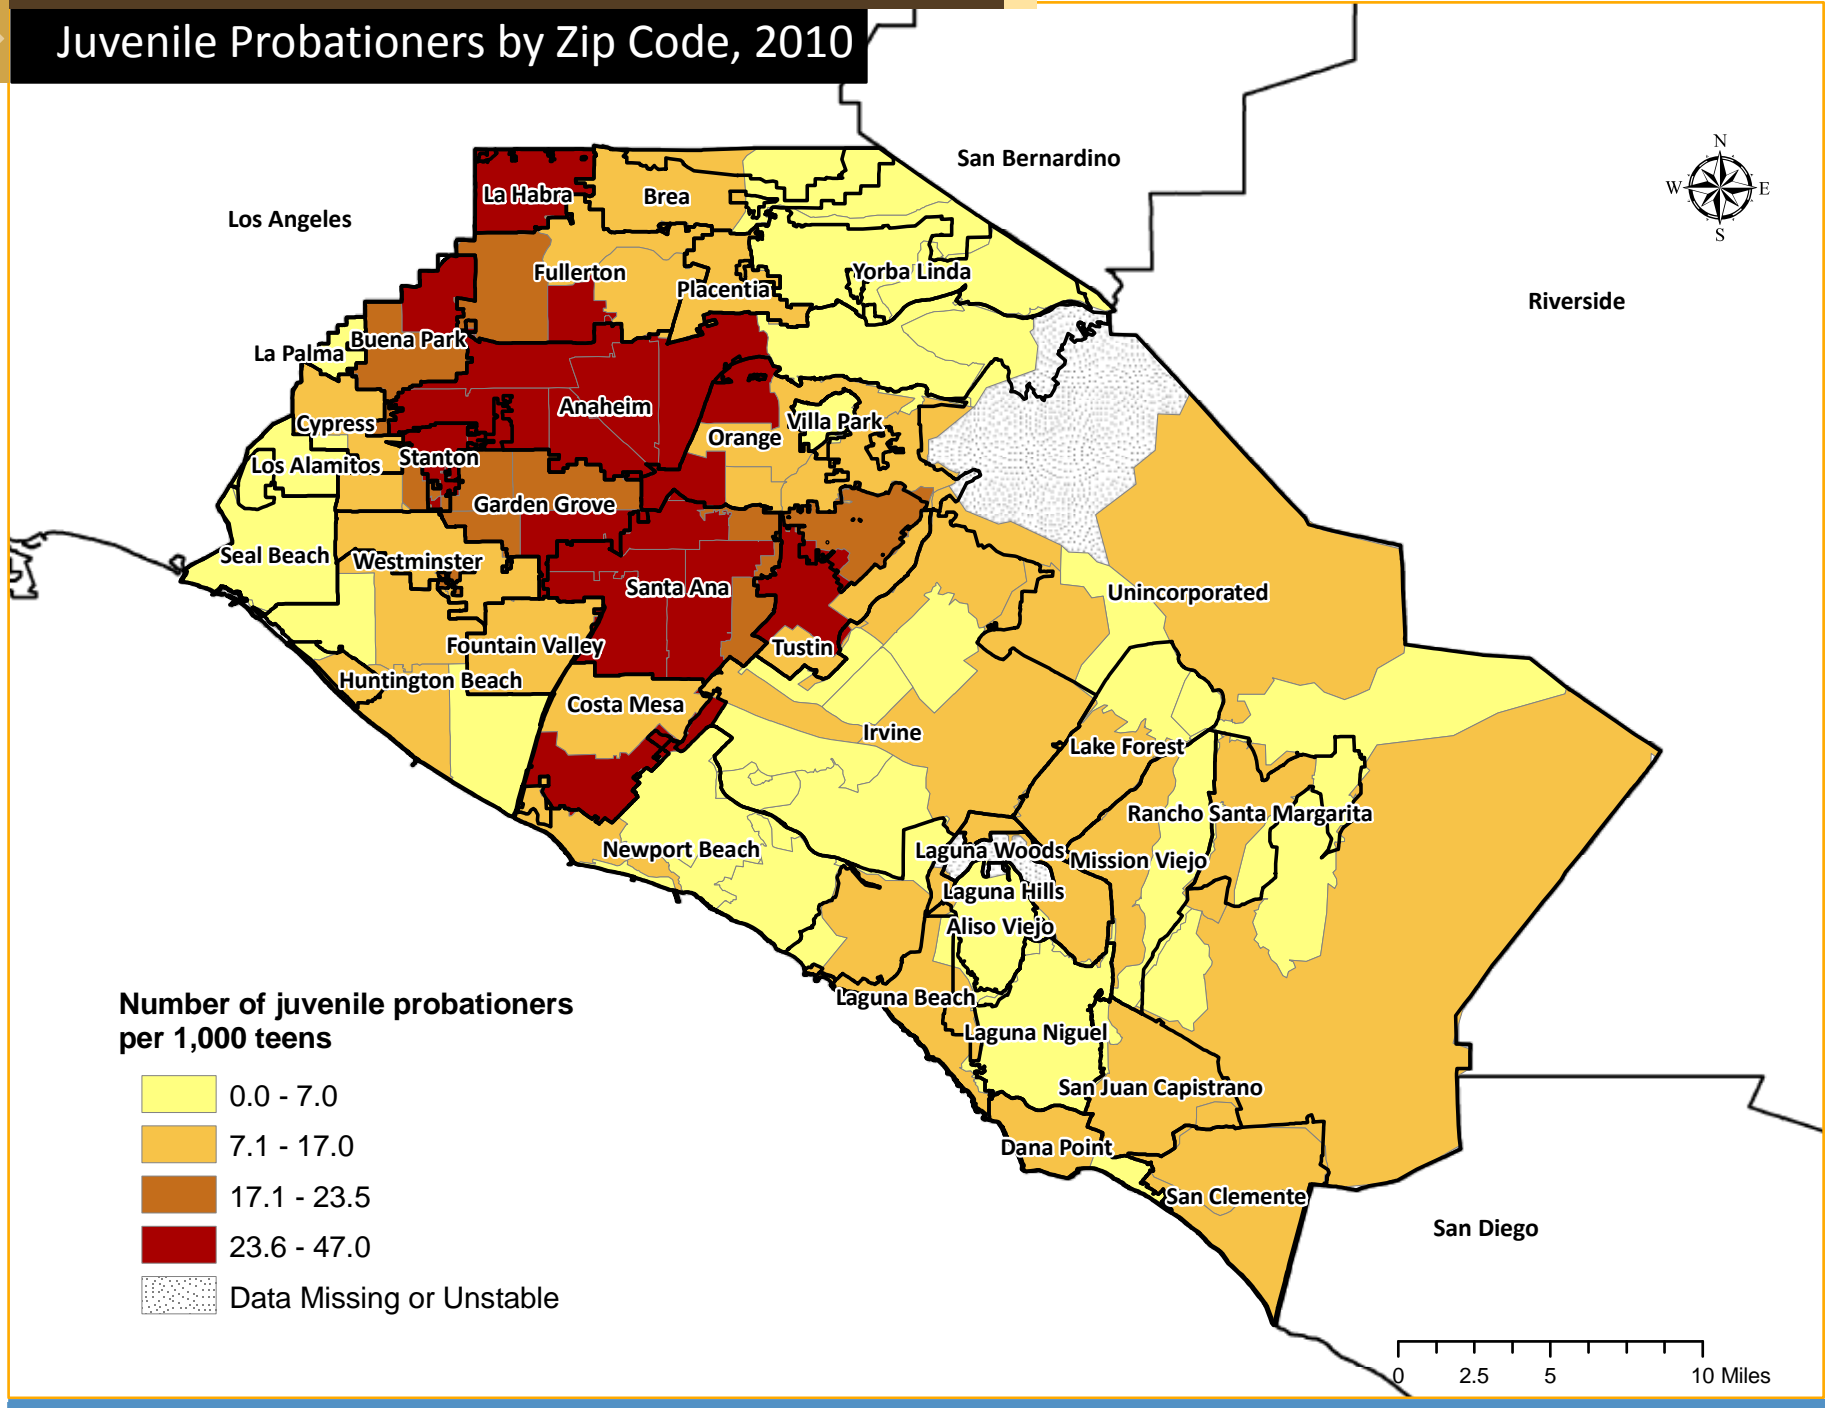 Juvenile Probationers by Zip Code, 2010
San Bernardino
N
W
E
S
Los Angeles
La Habra
Brea
Fullerton
Placentia
Yorba Linda
Riverside
La Palma
Buena Park
Anaheim
Cypress
Villa Park
Orange
Los Alamitos
Stanton
Garden Grove
Seal Beach
Westminster
Santa Ana
Unincorporated
Fountain Valley
Tustin
Huntington Beach
Costa Mesa
Irvine
Lake Forest
Rancho Santa Margarita
Newport Beach
Laguna Woods
Mission Viejo
Laguna Hills
Aliso Viejo
Laguna Beach
Laguna Niguel
San Juan Capistrano
Dana Point
San Clemente
San Diego
Number of juvenile probationers
per 1,000 teens
0.0 - 7.0
7.1 - 17.0
17.1 - 23.5
23.6 - 47.0
Data Missing or Unstable
0 2.5 5 10 Miles